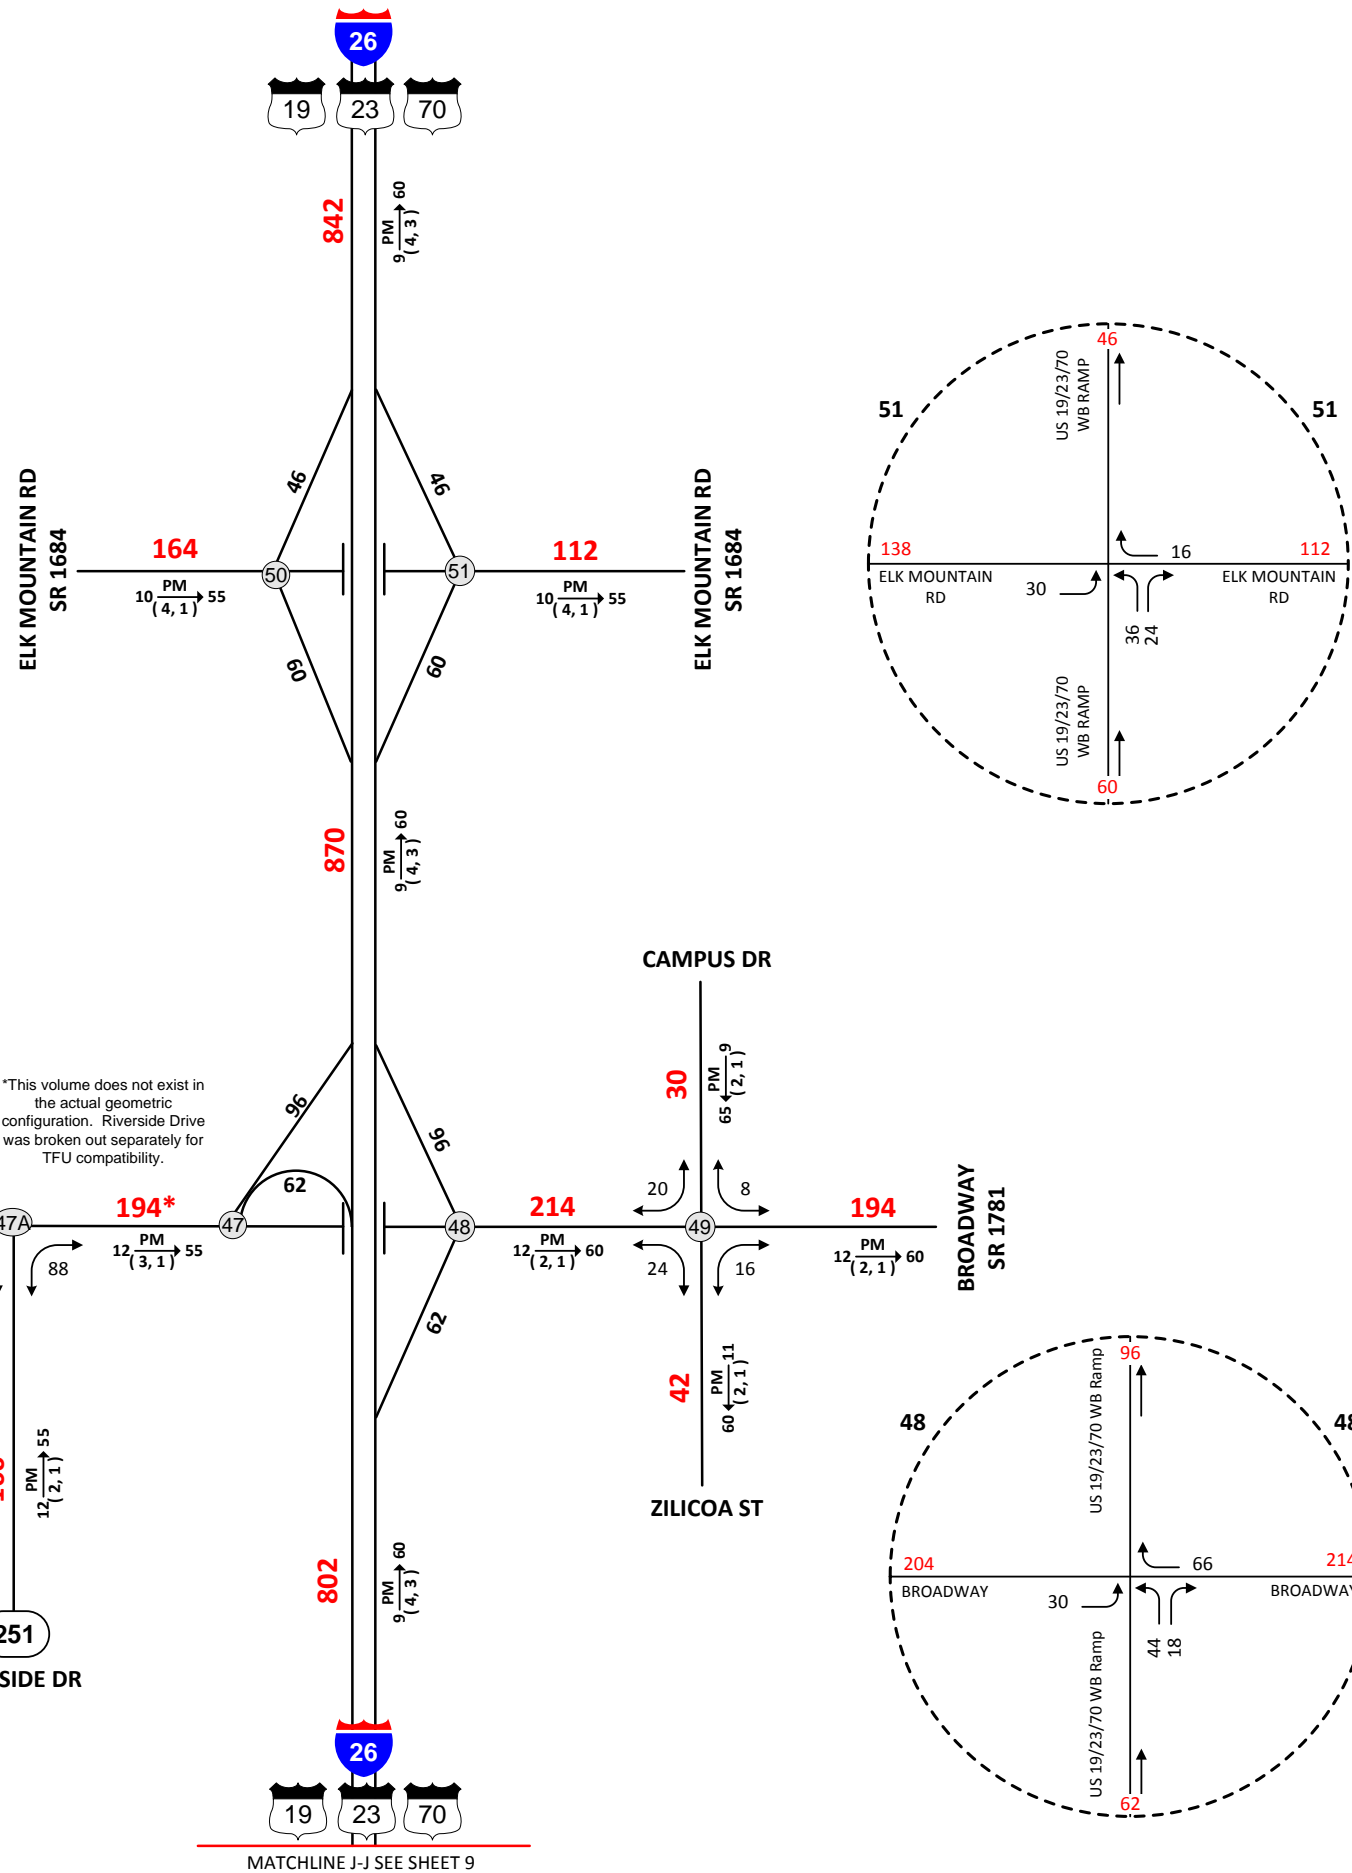 26
19 23 70
842
PM
9 → 60
( 4, 3 )
46
46
ELK MOUNTAIN RD
SR 1684
164
10 PM 55
( 4, 1 )
50
51
112
10 PM 55
( 4, 1 )
ELK MOUNTAIN RD
SR 1684
60
60
51
51
46
US 19/23/70
WB RAMP
138
16
112
ELK MOUNTAIN
RD
30
ELK MOUNTAIN
RD
36
24
US 19/23/70
WB RAMP
60
870
PM
9 60
( 4, 3 )
CAMPUS DR
30
PM
65 9
( 2, 1 )
*This volume does not exist in
the actual geometric
configuration. Riverside Drive
was broken out separately for
TFU compatibility.
96
96
62
47A
194*
12 PM 55
( 3, 1 )
47
48
214
12 PM 60
( 2, 1 )
20
8
49
24
16
194
12 PM 60
( 2, 1 )
BROADWAY
SR 1781
88
62
42
PM
60 11
( 2, 1 )
ZILICOA ST
PM
12 55
( 2, 1 )
251
SIDE DR
802
PM
9 60
( 4, 3 )
48
96
US 19/23/70 WB Ramp
204
66
214
BROADWAY
30
BROADWAY
44
18
US 19/23/70 WB Ramp
62
26
19 23 70
MATCHLINE J-J SEE SHEET 9